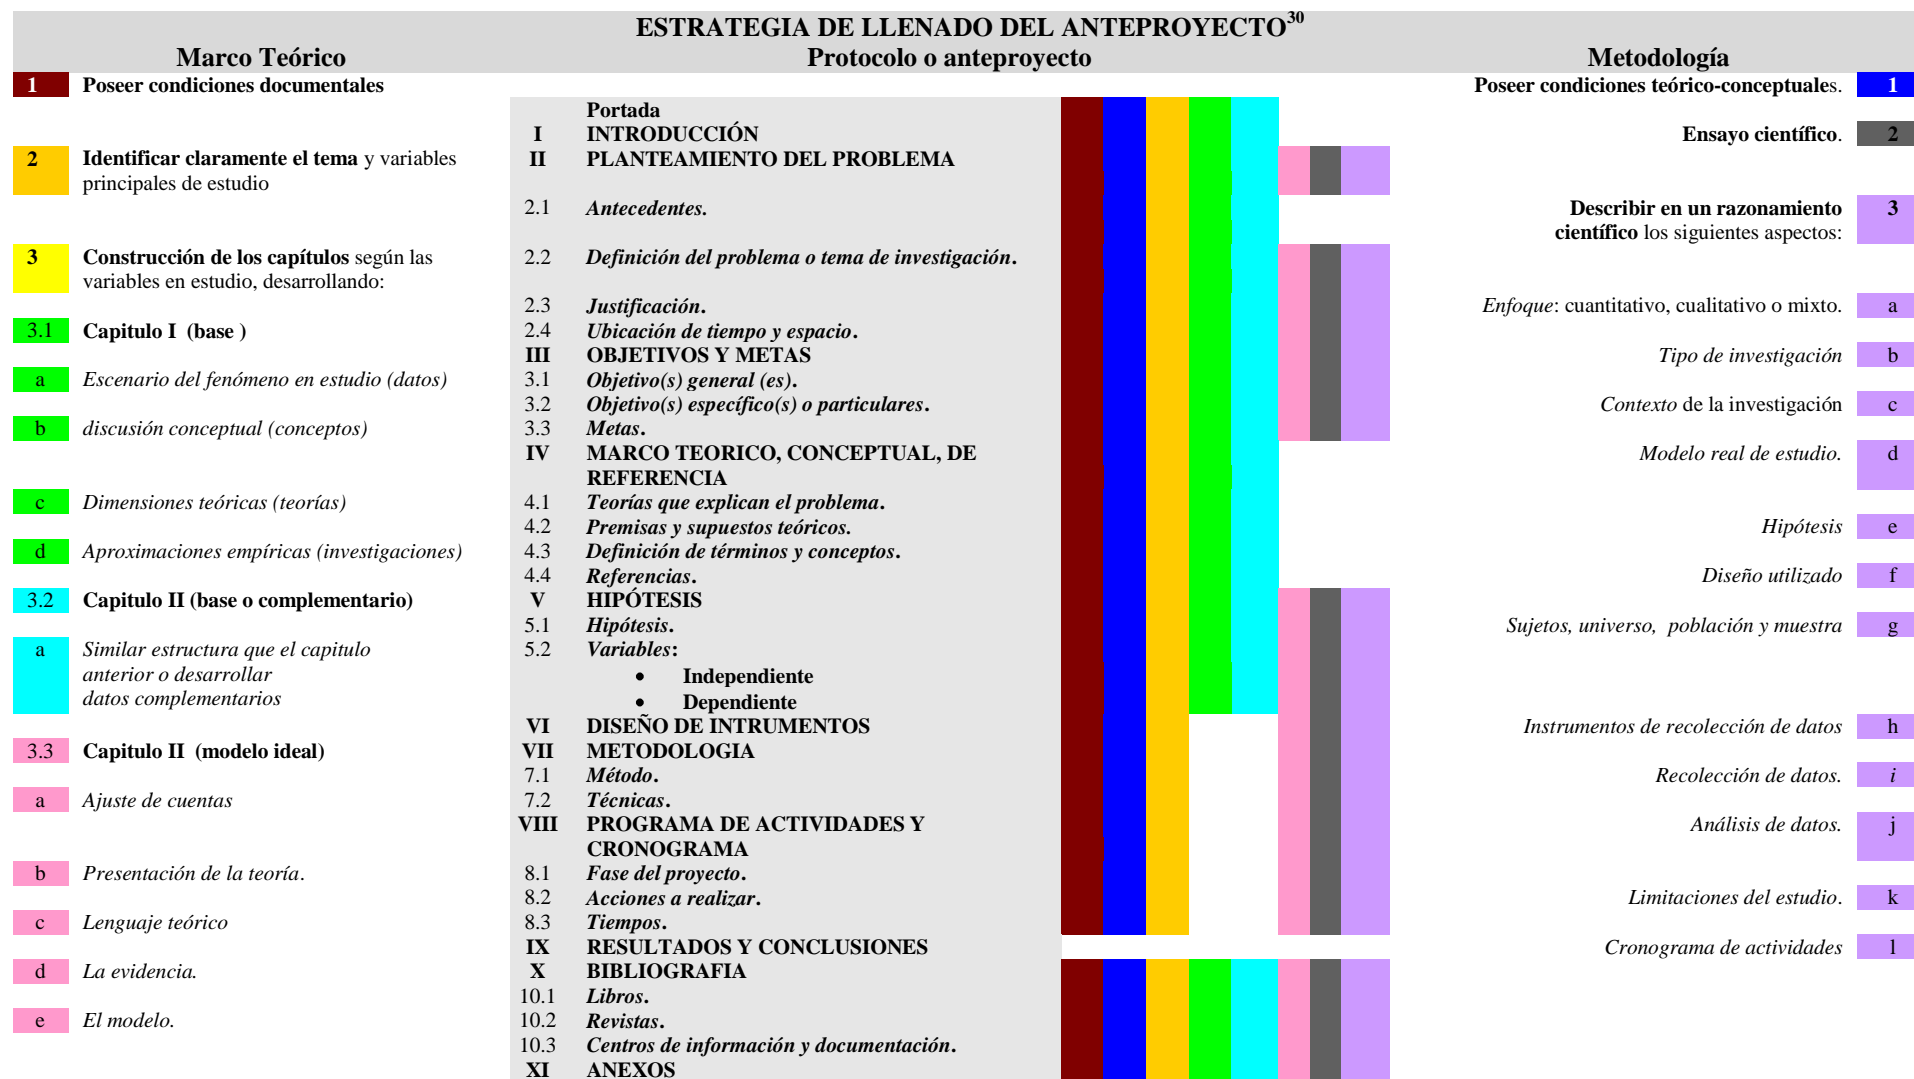 ESTRATEGIA DE LLENADO DEL ANTEPROYECTO30
Marco Teórico
Protocolo o anteproyecto
Metodología
1 Poseer condiciones documentales
2 Identificar claramente el tema y variables
principales de estudio
3 Construcción de los capítulos según las
variables en estudio, desarrollando:
3.1 Capitulo I (base )
a Escenario del fenómeno en estudio (datos)
b discusión conceptual (conceptos)
c Dimensiones teóricas (teorías)
d Aproximaciones empíricas (investigaciones)
3.2 Capitulo II (base o complementario)
a Similar estructura que el capitulo
anterior o desarrollar
datos complementarios
3.3 Capitulo II (modelo ideal)
a Ajuste de cuentas
b Presentación de la teoría.
c Lenguaje teórico
d La evidencia.
e El modelo.
Portada
I INTRODUCCIÓN
II PLANTEAMIENTO DEL PROBLEMA
2.1 Antecedentes.
2.2 Definición del problema o tema de investigación.
2.3 Justificación.
2.4 Ubicación de tiempo y espacio.
III OBJETIVOS Y METAS
3.1 Objetivo(s) general (es).
3.2 Objetivo(s) específico(s) o particulares.
3.3 Metas.
IV MARCO TEORICO, CONCEPTUAL, DE
REFERENCIA
4.1 Teorías que explican el problema.
4.2 Premisas y supuestos teóricos.
4.3 Definición de términos y conceptos.
4.4 Referencias.
V HIPÓTESIS
5.1 Hipótesis.
5.2 Variables:
• Independiente
• Dependiente
VI DISEÑO DE INTRUMENTOS
VII METODOLOGIA
7.1 Método.
7.2 Técnicas.
VIII PROGRAMA DE ACTIVIDADES Y
CRONOGRAMA
8.1 Fase del proyecto.
8.2 Acciones a realizar.
8.3 Tiempos.
IX RESULTADOS Y CONCLUSIONES
X BIBLIOGRAFIA
10.1 Libros.
10.2 Revistas.
10.3 Centros de información y documentación.
XI ANEXOS
Poseer condiciones teórico-conceptuales. 1
Ensayo científico. 2
Describir en un razonamiento 3
científico los siguientes aspectos:
Enfoque: cuantitativo, cualitativo o mixto. a
Tipo de investigación b
Contexto de la investigación c
Modelo real de estudio. d
Hipótesis e
Diseño utilizado f
Sujetos, universo, población y muestra g
Instrumentos de recolección de datos h
Recolección de datos. i
Análisis de datos. j
Limitaciones del estudio. k
Cronograma de actividades l